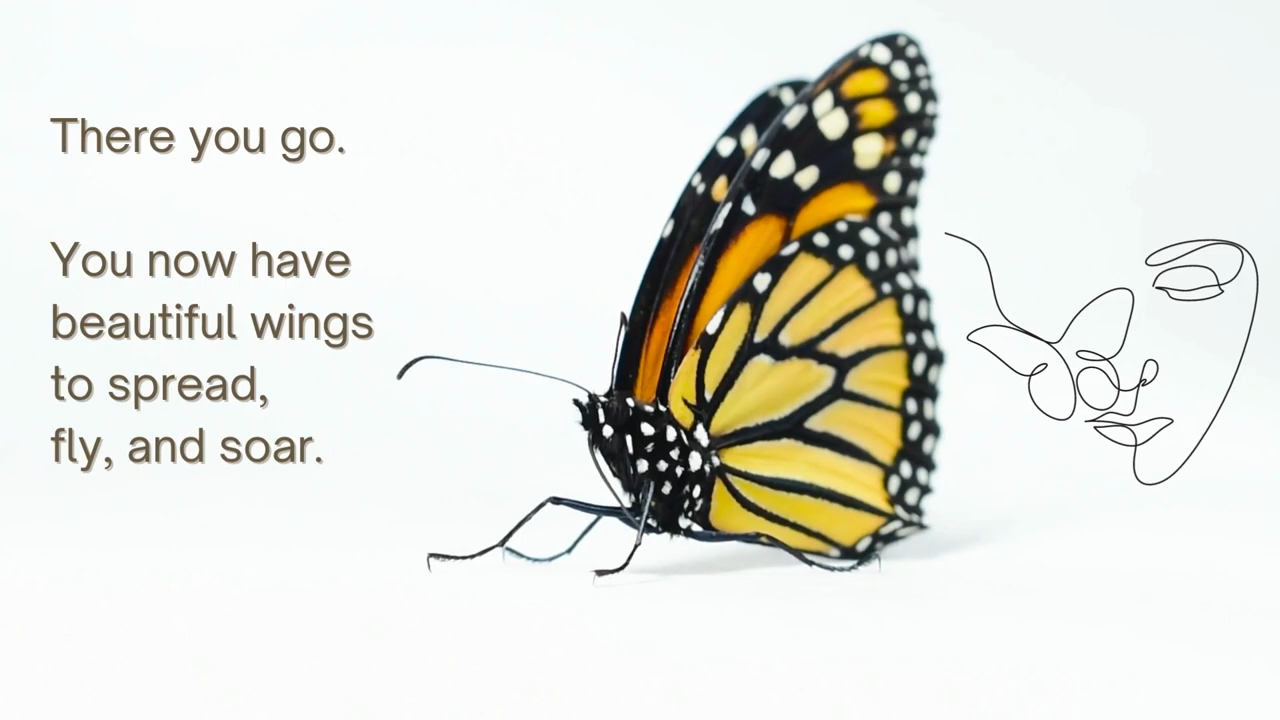 There you go.
You now have
beautiful wings
to spread,
fly, and soar.